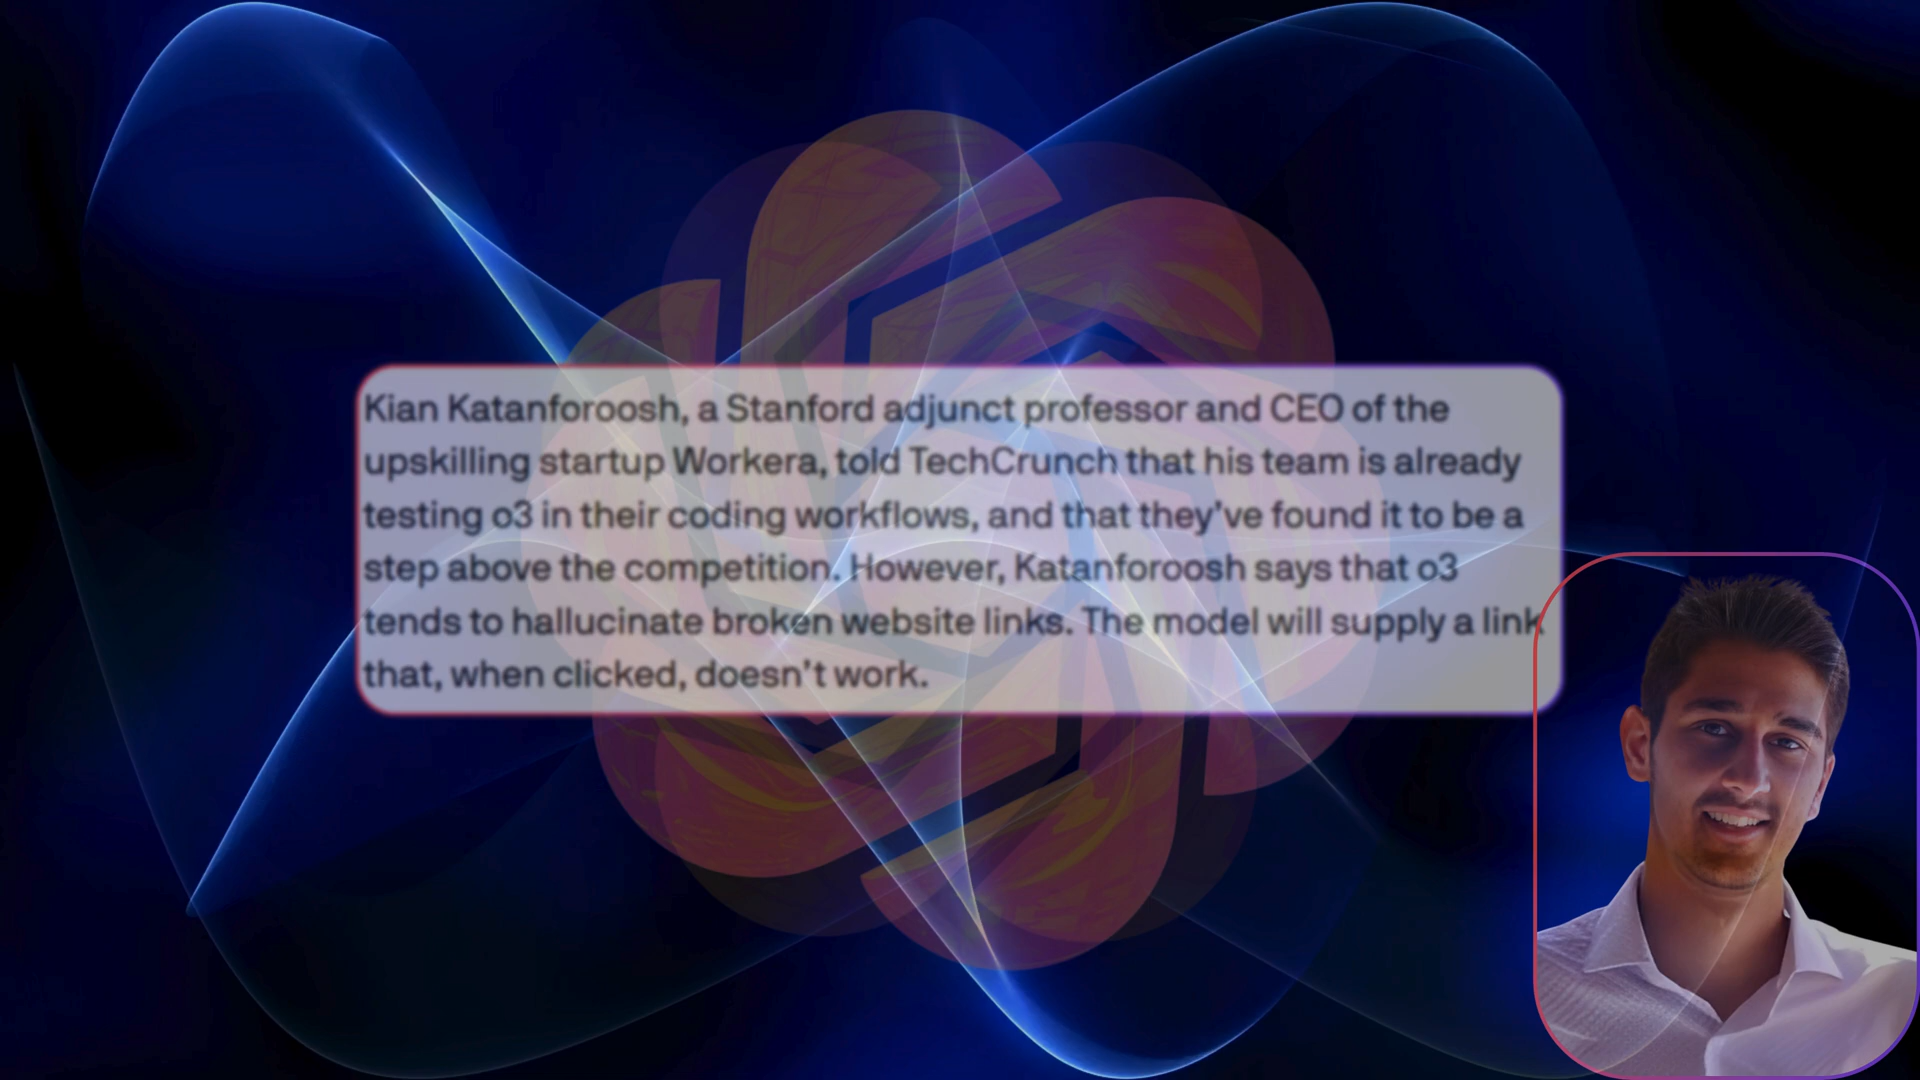 Kian Katanforoosh, a Stanford adjunct professor and CEO of the
upskilling startup Workera, told TechCrunch that his team is already
testing o3 in their coding workflows, and that they’ve found it to be a
step above the competition. However, Katanforoosh says that o3
tends to hallucinate broken website links. The model will supply a link
that, when clicked, doesn’t work.